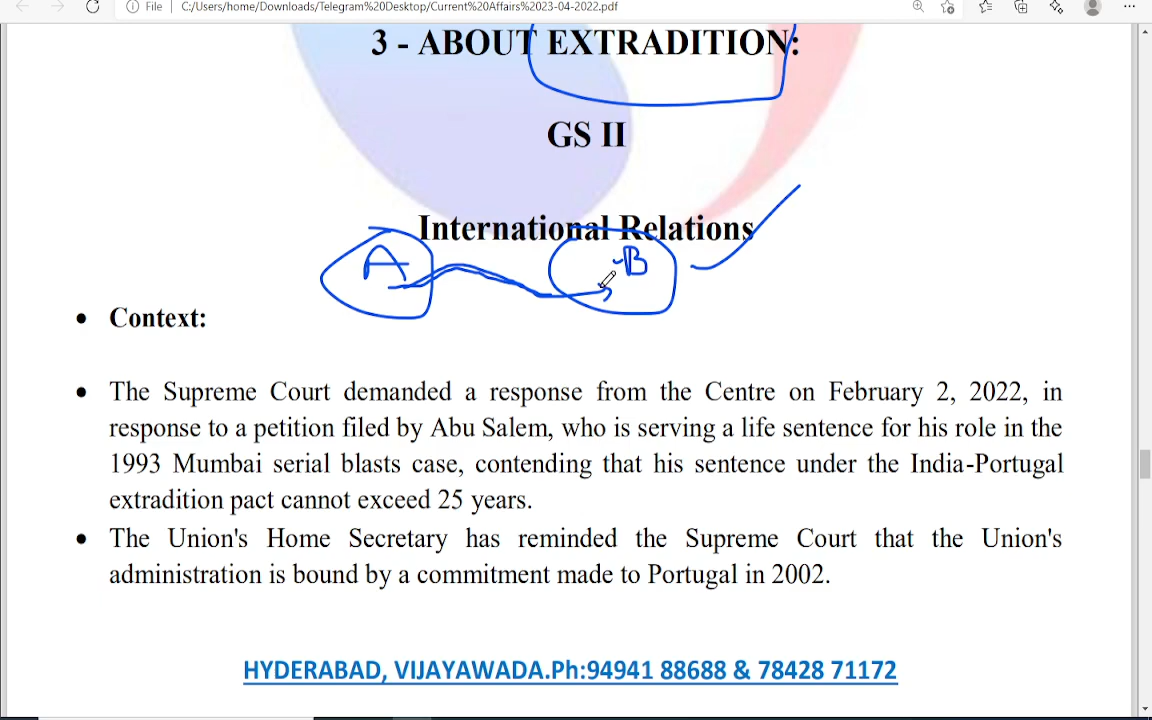 File
C:/Users/home/Downloads/Telegram%20Desktop/Current%20Affairs%2023-04-2022.pdf
3 - ABOUT EXTRADITION:
GS II
International Relations
A
B
• Context:
• The Supreme Court demanded a response from the Centre on February 2, 2022, in
response to a petition filed by Abu Salem, who is serving a life sentence for his role in the
1993 Mumbai serial blasts case, contending that his sentence under the India-Portugal
extradition pact cannot exceed 25 years.
• The Union's Home Secretary has reminded the Supreme Court that the Union's
administration is bound by a commitment made to Portugal in 2002.
HYDERABAD, VIJAYAWADA.Ph:94941 88688 & 78428 71172